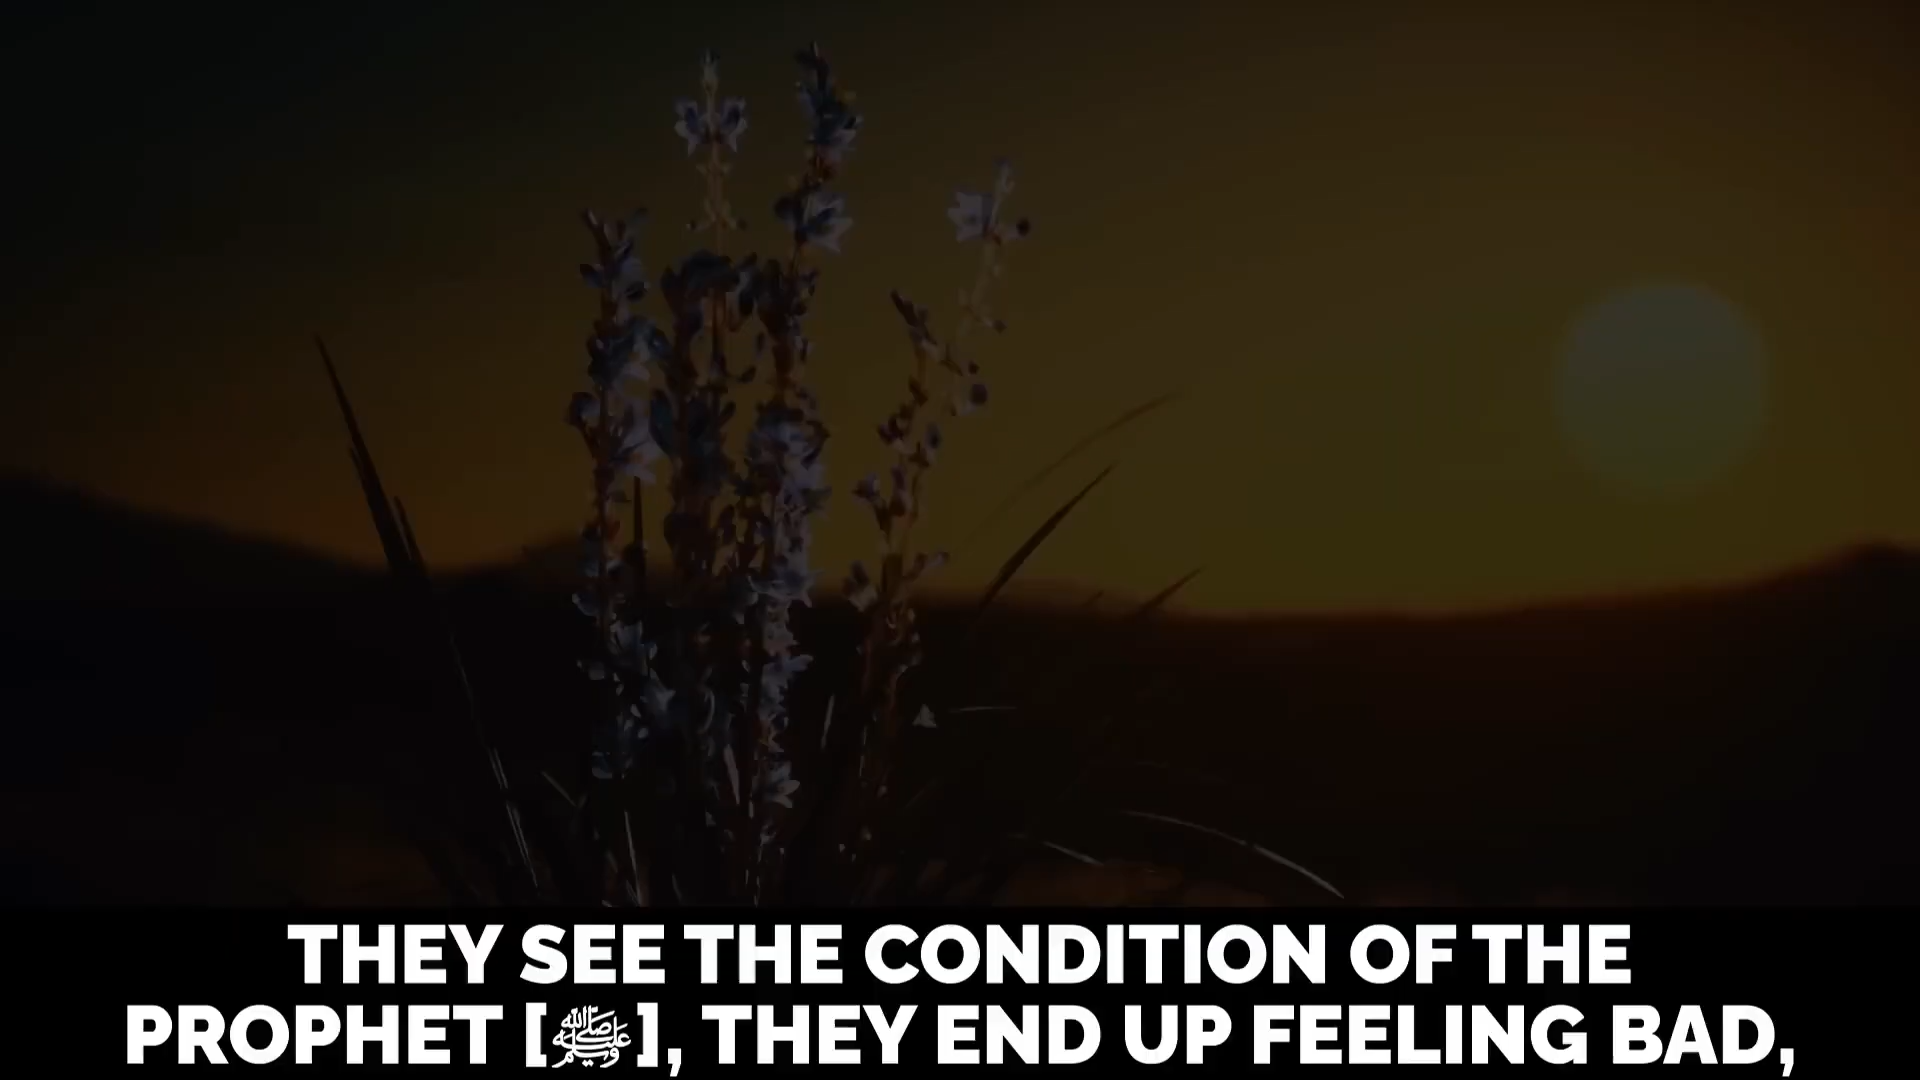 THEY SEE THE CONDITION OF THE
PROPHET [ﷺ], THEY END UP FEELING BAD,